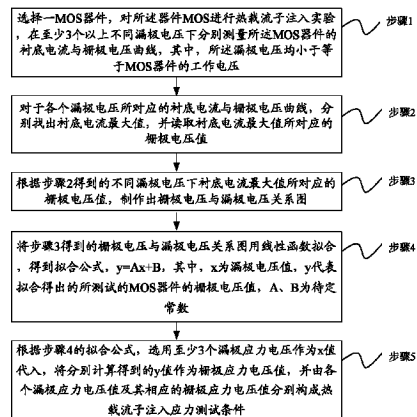 选择一MOS器件，对所述器件MOS进行热载流子注入实验
，在至少3个以上不同漏极电压下分别测量所述MOS器件的
衬底电流与栅极电压曲线，其中，所述漏极电压均小于等
于MOS器件的工作电压
步骤1
对于各个漏极电压所对应的衬底电流与栅极电压曲线，分
别找出衬底电流最大值，并读取衬底电流最大值所对应的
栅极电压值
步骤2
根据步骤2得到的不同漏极电压下衬底电流最大值所对应的
栅极电压值，制作出栅极电压与漏极电压关系图
步骤3
将步骤3得到的栅极电压与漏极电压关系图用线性函数拟合
，得到拟合公式，y=Ax+B，其中，x为漏极电压值，y代表
拟合得出的所测试的MOS器件的栅极电压值，A、B为待定
常数
步骤4
根据步骤4的拟合公式，选用至少3个漏极应力电压作为x值
代入，将分别计算得到的y值作为栅极应力电压值，并由各
个漏极应力电压值及其相应的栅极应力电压值分别构成热
载流子注入应力测试条件
步骤5